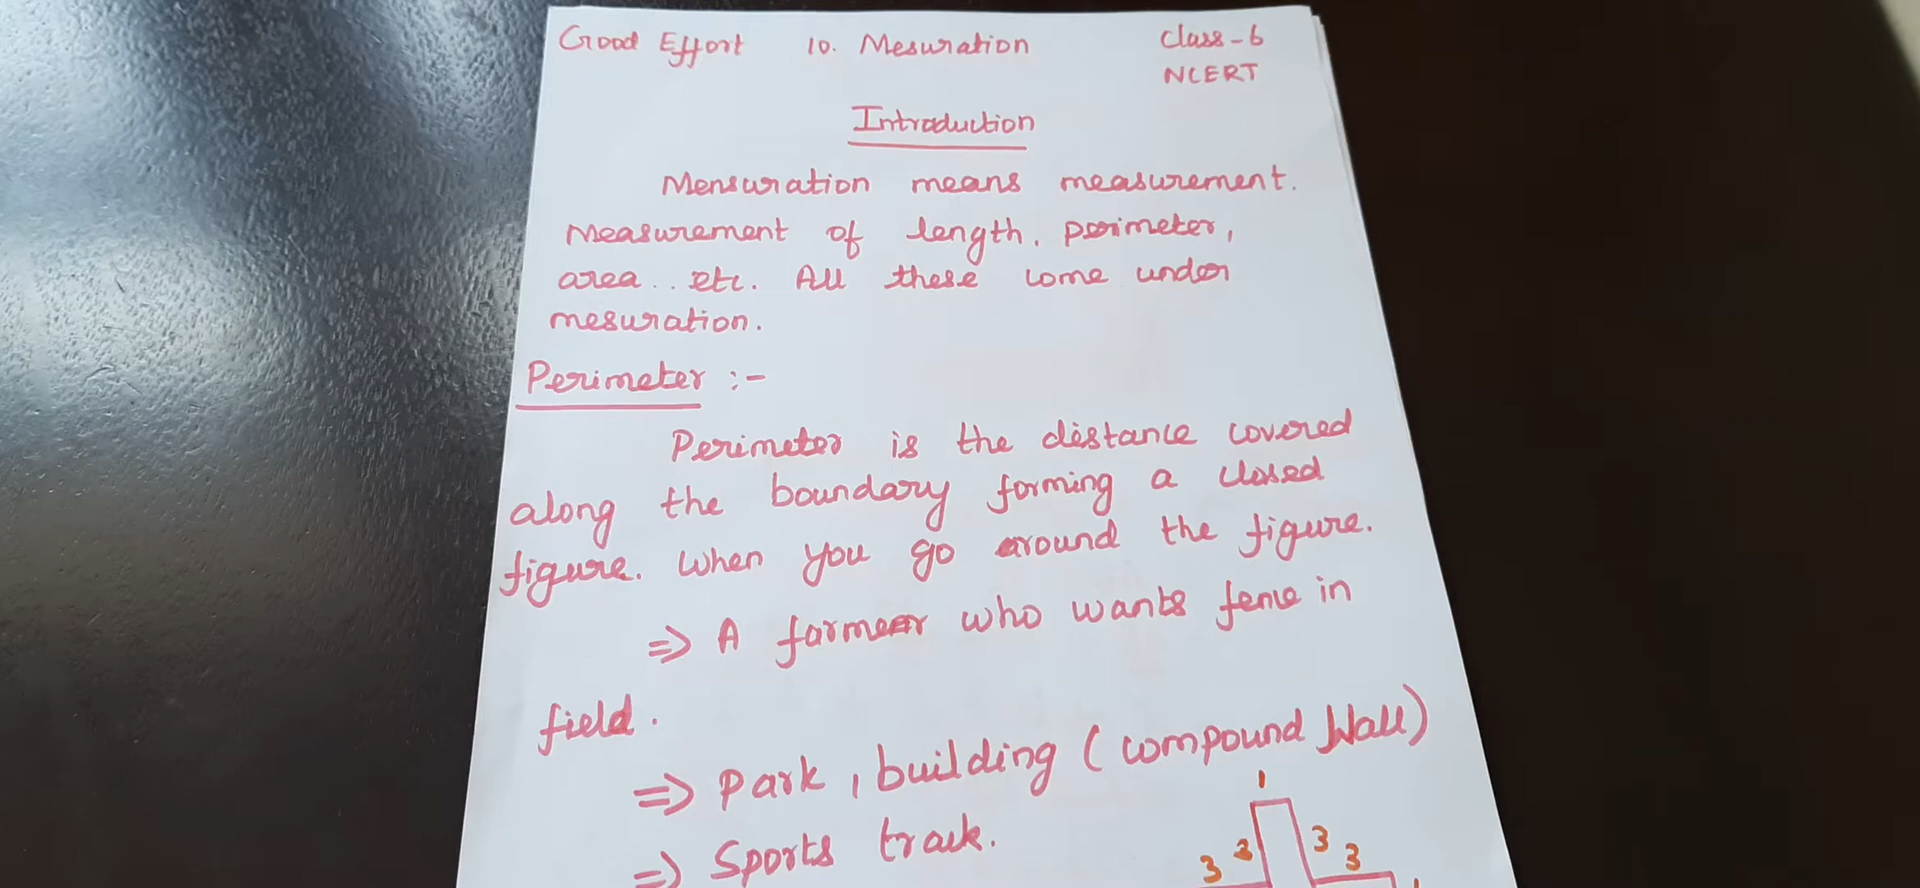 Good Effort 10. Mesuration Class-6
NCERT
Introduction
Mensuration means measurement.
Measurement of length, perimeter,
area.. etc. All these come under
mesuration.
Perimeter :-
Perimeter is the distance covered
along the boundary forming a closed
figure. When you go around the figure.
⇒ A farmer who wants fence in
field.
⇒ Park, building (compound Wall)
⇒ Sports track.
1
3 3 3 3